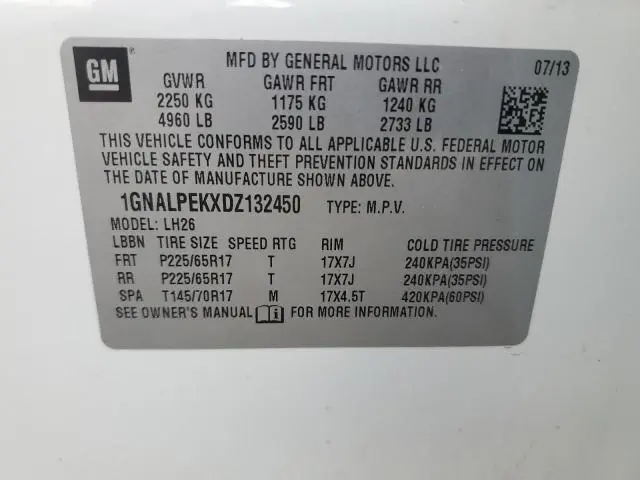 GM
MFD BY GENERAL MOTORS LLC 07/13
GVWR GAWR FRT GAWR RR
2250 KG 1175 KG 1240 KG
4960 LB 2590 LB 2733 LB
THIS VEHICLE CONFORMS TO ALL APPLICABLE U.S. FEDERAL MOTOR
VEHICLE SAFETY AND THEFT PREVENTION STANDARDS IN EFFECT ON
THE DATE OF MANUFACTURE SHOWN ABOVE.
1GNALPEKXDZ132450 TYPE: M.P.V.
MODEL: LH26
LBBN TIRE SIZE SPEED RTG RIM COLD TIRE PRESSURE
FRT P225/65R17 T 17X7J 240KPA(35PSI)
RR P225/65R17 T 17X7J 240KPA(35PSI)
SPA T145/70R17 M 17X4.5T 420KPA(60PSI)
SEE OWNER'S MANUAL i FOR MORE INFORMATION.